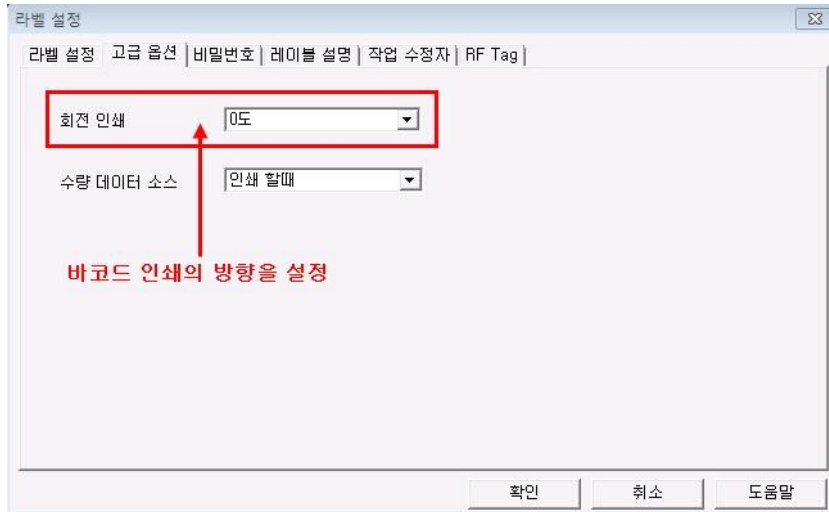 라벨 설정
라벨 설정 고급 옵션 비밀번호 레이블 설명 작업 수정자 RF Tag
회전 인쇄 0도
수량 데이터 소스 인쇄 할때
바코드 인쇄의 방향을 설정
확인 취소 도움말